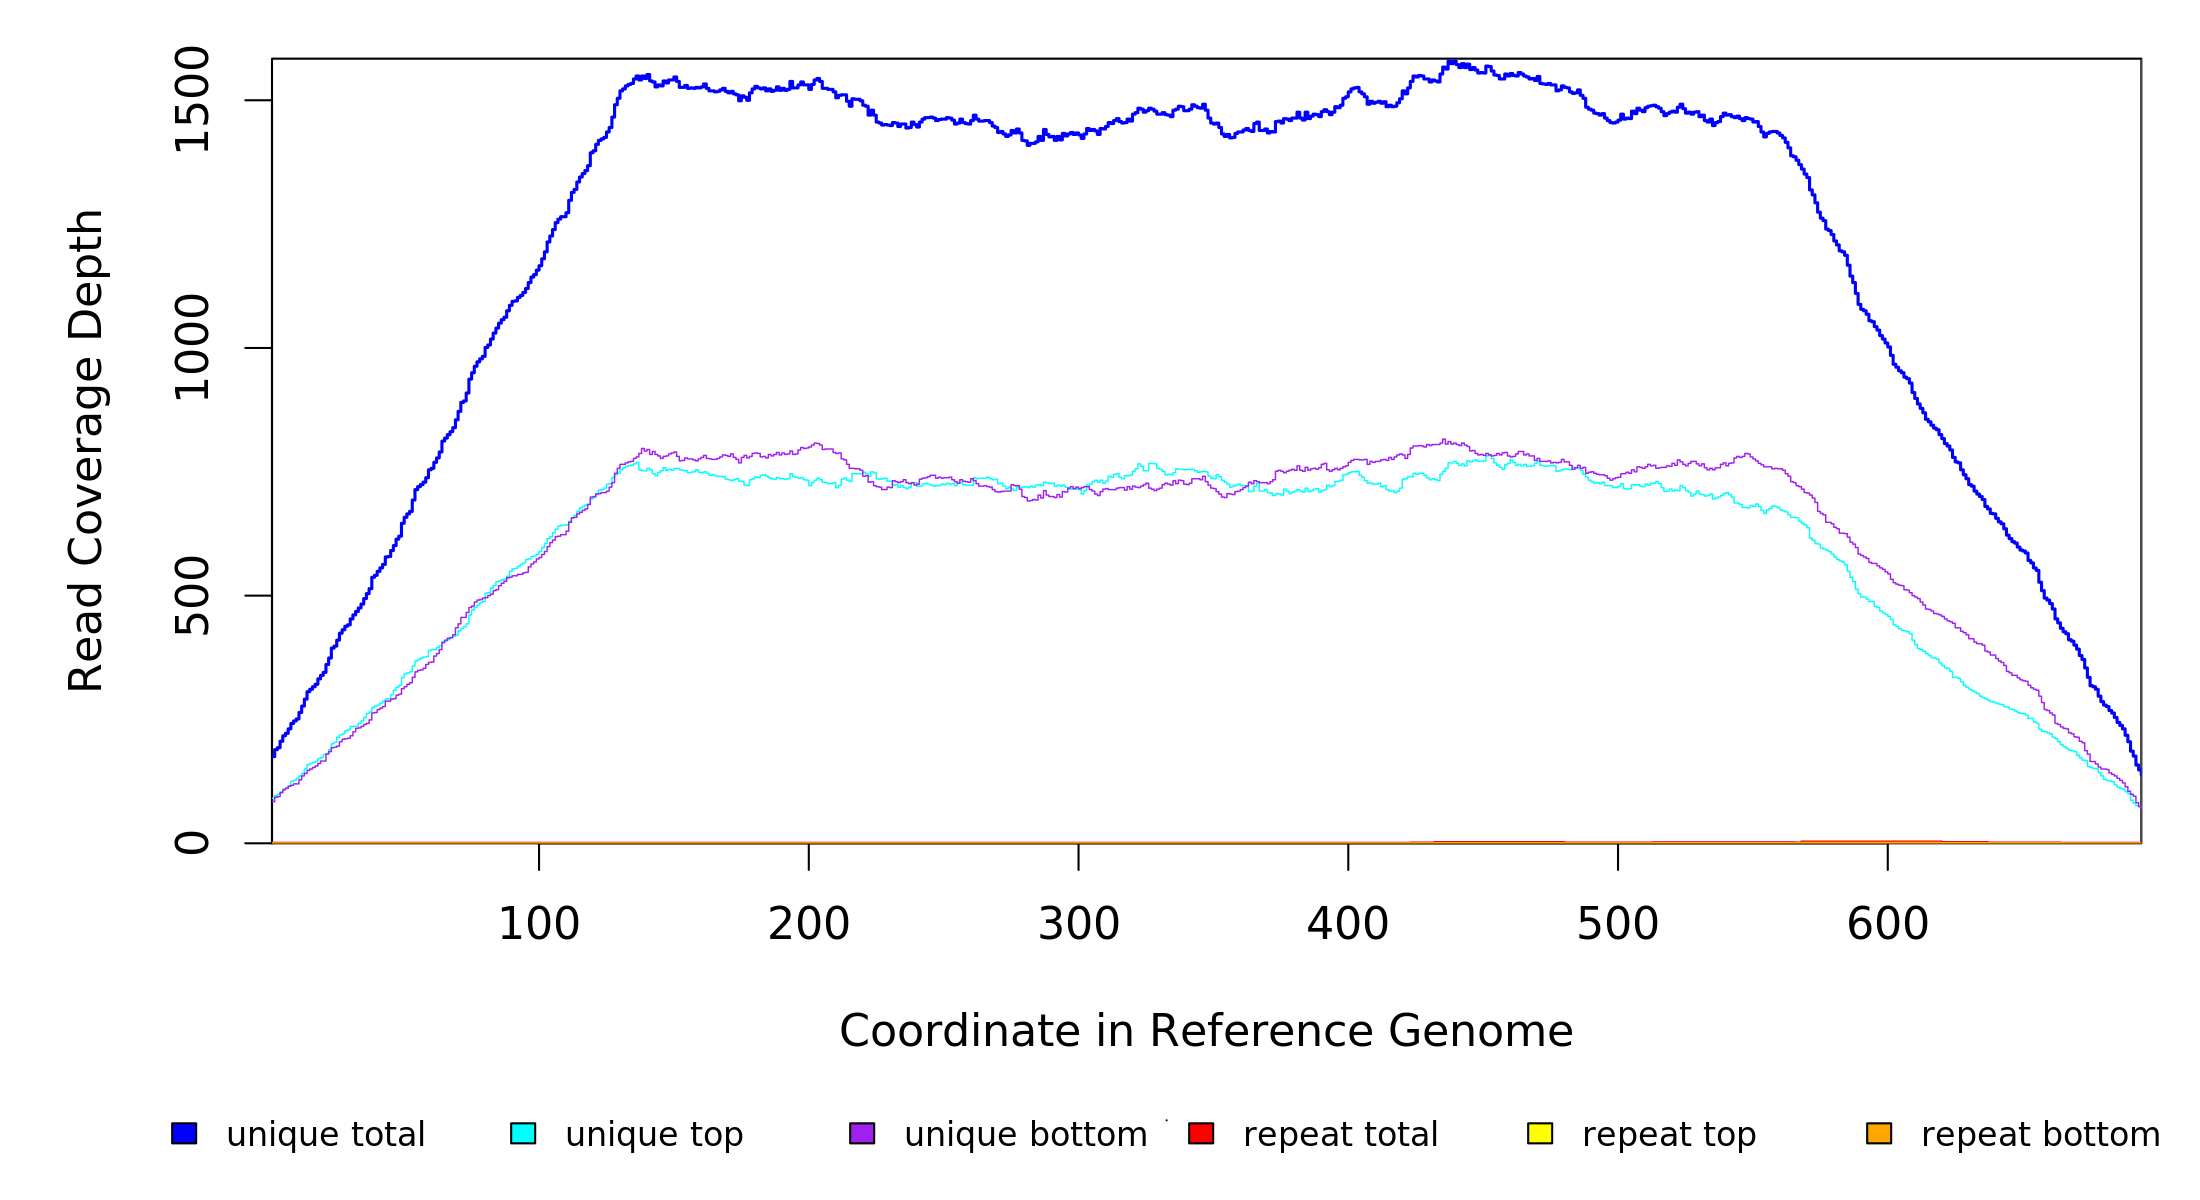 1500
1000
500
0
Read Coverage Depth
100 200 300 400 500 600
Coordinate in Reference Genome
unique total unique top unique bottom repeat total repeat top repeat bottom